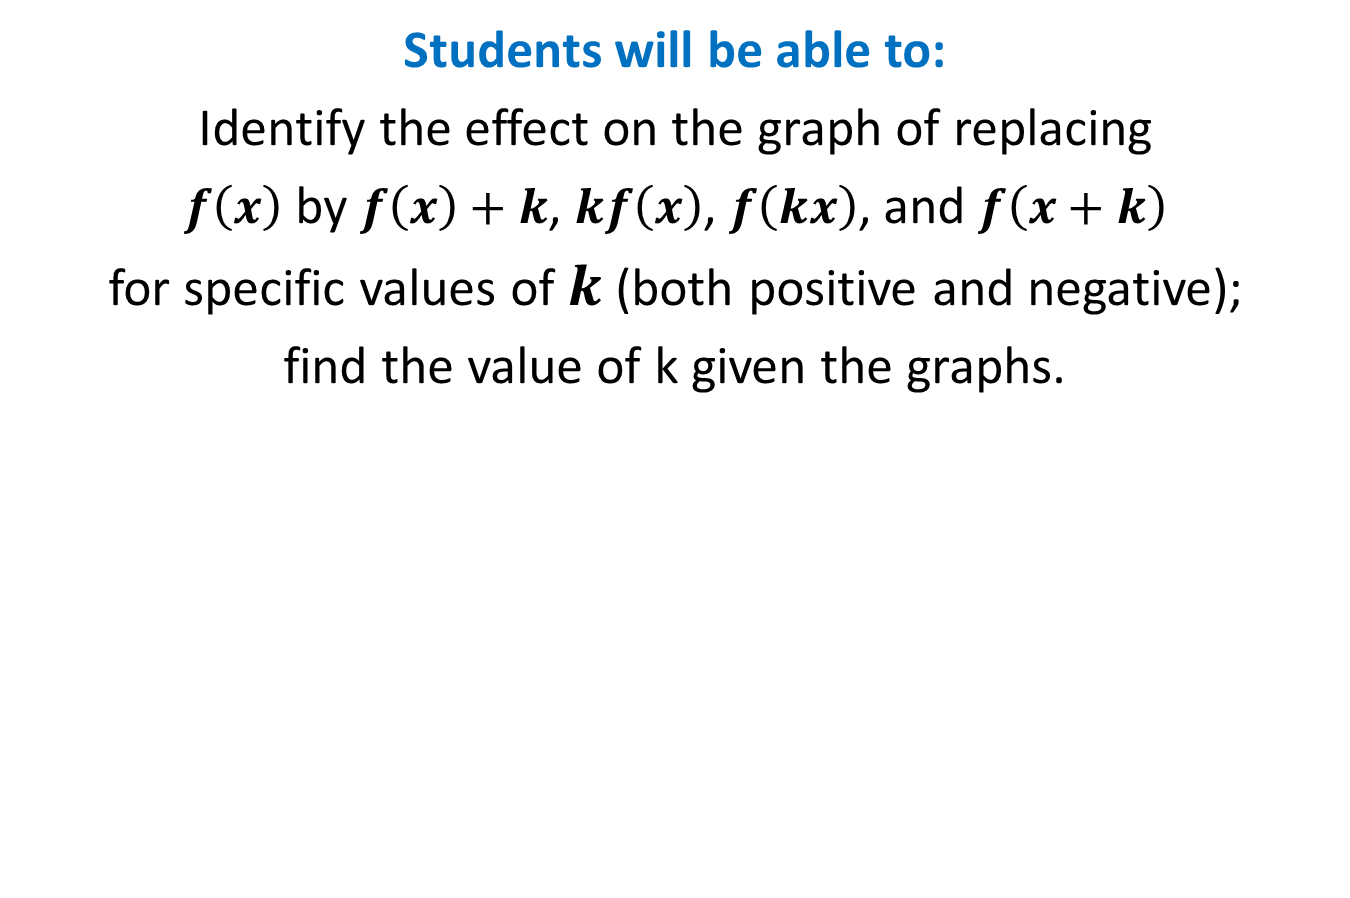 Students will be able to:
Identify the effect on the graph of replacing
f(x) by f(x) + k, kf(x), f(kx), and f(x + k)
for specific values of k (both positive and negative);
find the value of k given the graphs.